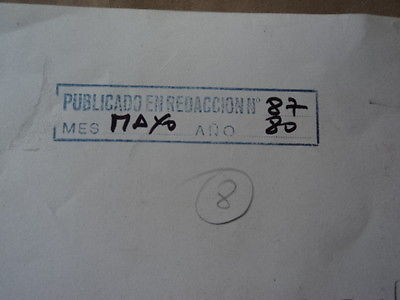 PUBLICADO EN REDACCION Nº 87
MES MAYO AÑO 80
8